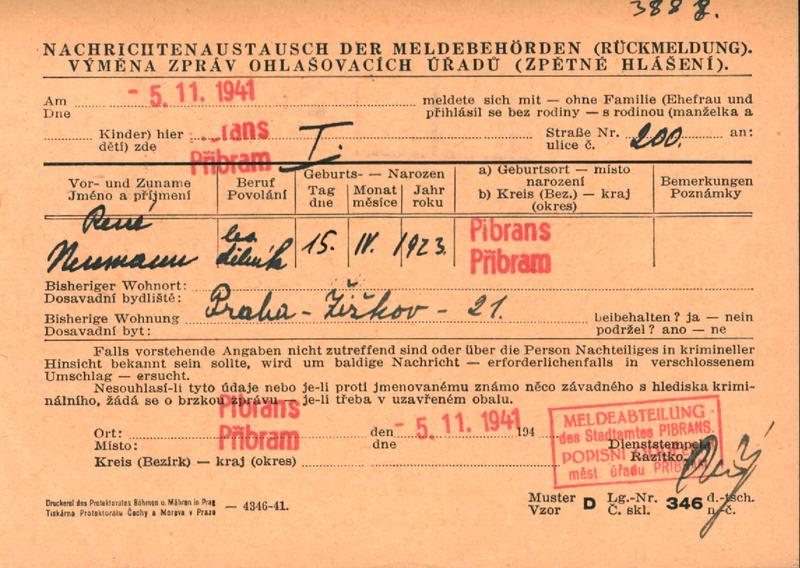 388 g.
NACHRICHTENAUSTAUSCH DER MELDEBEHÖRDEN (RÜCKMELDUNG).
VÝMĚNA ZPRÁV OHLAŠOVACÍCH ÚŘADŮ (ZPĚTNÉ HLÁŠENÍ).
Am - 5. 11. 1941 meldete sich mit — ohne Familie (Ehefrau und
Dne přihlásil se bez rodiny — s rodinou (manželka a
Kinder) hier Pibrans I. Straße Nr. 200. an:
děti) zde Příbram ulice č.
Vor- und Zuname Beruf Geburts- — Narozen a) Geburtsort — místo narození Bemerkungen
Jméno a příjmení Povolání Tag dne Monat měsíce Jahr roku b) Kreis (Bez.) — kraj (okres) Poznámky
René Pibrans
Neumann 15. IV. 1923. Příbram
Bisheriger Wohnort:
Dosavadní bydliště: Praha - Žižkov - 21.
Bisherige Wohnung beibehalten? ja — nein
Dosavadní byt: podržel? ano — ne
Falls vorstehende Angaben nicht zutreffend sind oder über die Person Nachteiliges in krimineller
Hinsicht bekannt sein sollte, wird um baldige Nachricht — erforderlichenfalls in verschlossenem
Umschlag — ersucht.
Nesouhlasí-li tyto údaje nebo je-li proti jmenovanému známo něco závadného s hlediska krimi-
nálního, žádá se o brzkou zprávu — je-li třeba v uzavřeném obalu.
Pibrans
Ort: Příbram den - 5. 11. 1941 194
Místo: dne
Dienststempel
Razítko
Kreis (Bezirk) — kraj (okres)
MELDEABTEILUNG
des Stadtamtes PIBRANS.
POPISNÍ
měst. úřadu PŘÍBRAM
Druckerei des Protektorates Böhmen u. Mähren in Prag
Tiskárna Protektorátu Čechy a Morava v Praze — 4346-41.
Muster D Lg.-Nr. 346 d.-tsch.
Vzor Č. skl. n.-č.